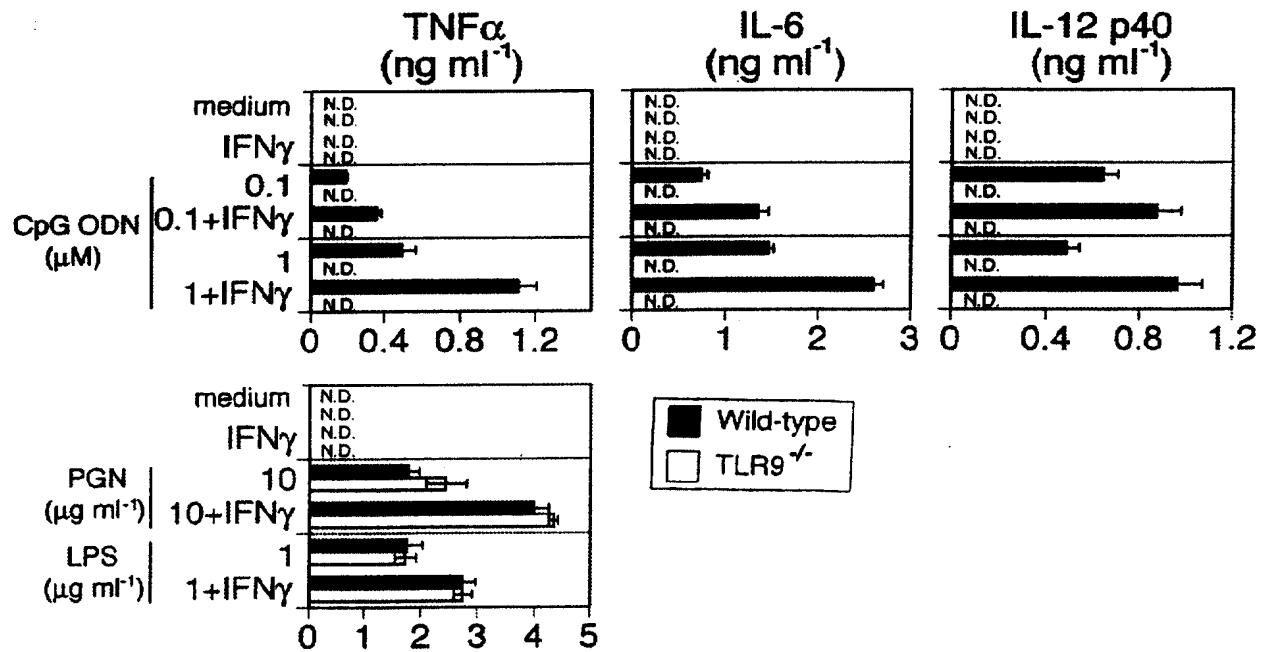 TNFα
(ng ml⁻¹)
IL-6
(ng ml⁻¹)
IL-12 p40
(ng ml⁻¹)
medium
N.D.
N.D.
N.D.
N.D.
N.D.
N.D.
IFNγ
N.D.
N.D.
N.D.
N.D.
N.D.
N.D.
CpG ODN
(μM)
0.1
N.D.
N.D.
N.D.
0.1+IFNγ
N.D.
N.D.
N.D.
1
N.D.
N.D.
N.D.
1+IFNγ
N.D.
N.D.
N.D.
0 0.4 0.8 1.2
0 1 2 3
0 0.4 0.8 1.2
medium
N.D.
N.D.
IFNγ
N.D.
N.D.
PGN
(μg ml⁻¹)
10
10+IFNγ
LPS
(μg ml⁻¹)
1
1+IFNγ
0 1 2 3 4 5
Wild-type
TLR9⁻/⁻